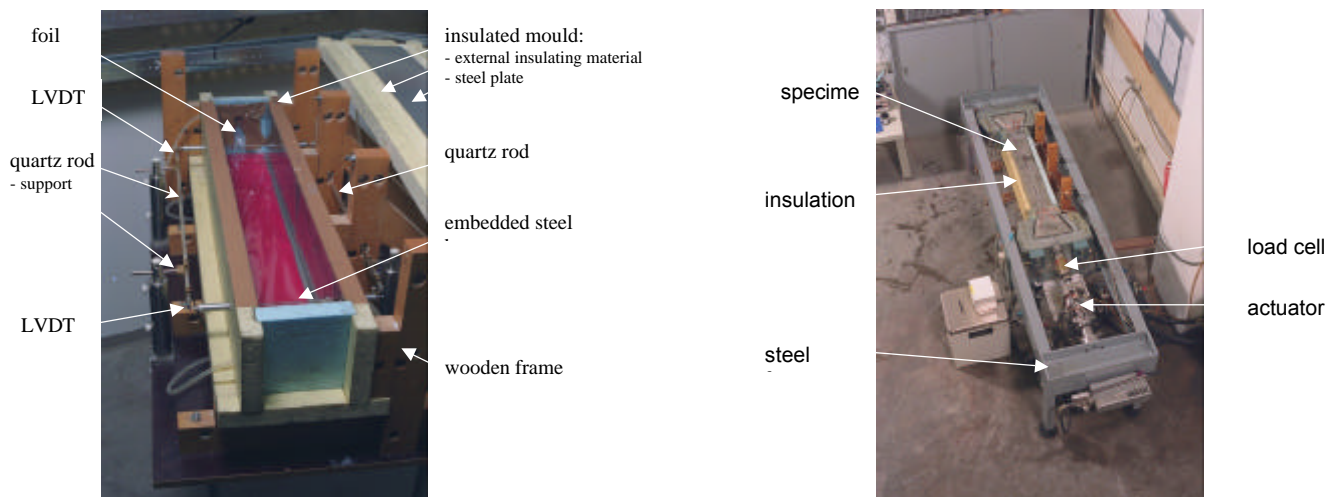 foil
LVDT
quartz rod
- support
LVDT
insulated mould:
- external insulating material
- steel plate
quartz rod
embedded steel
wooden frame
specime
insulation
steel
load cell
actuator